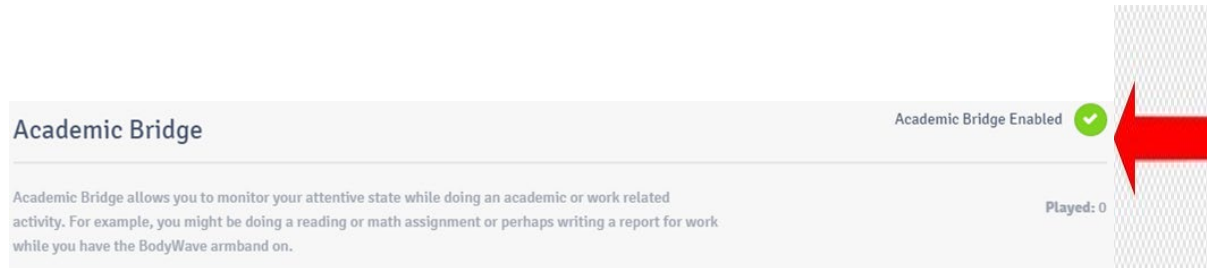 Academic Bridge
Academic Bridge Enabled
Academic Bridge allows you to monitor your attentive state while doing an academic or work related
activity. For example, you might be doing a reading or math assignment or perhaps writing a report for work
while you have the BodyWave armband on.
Played: 0